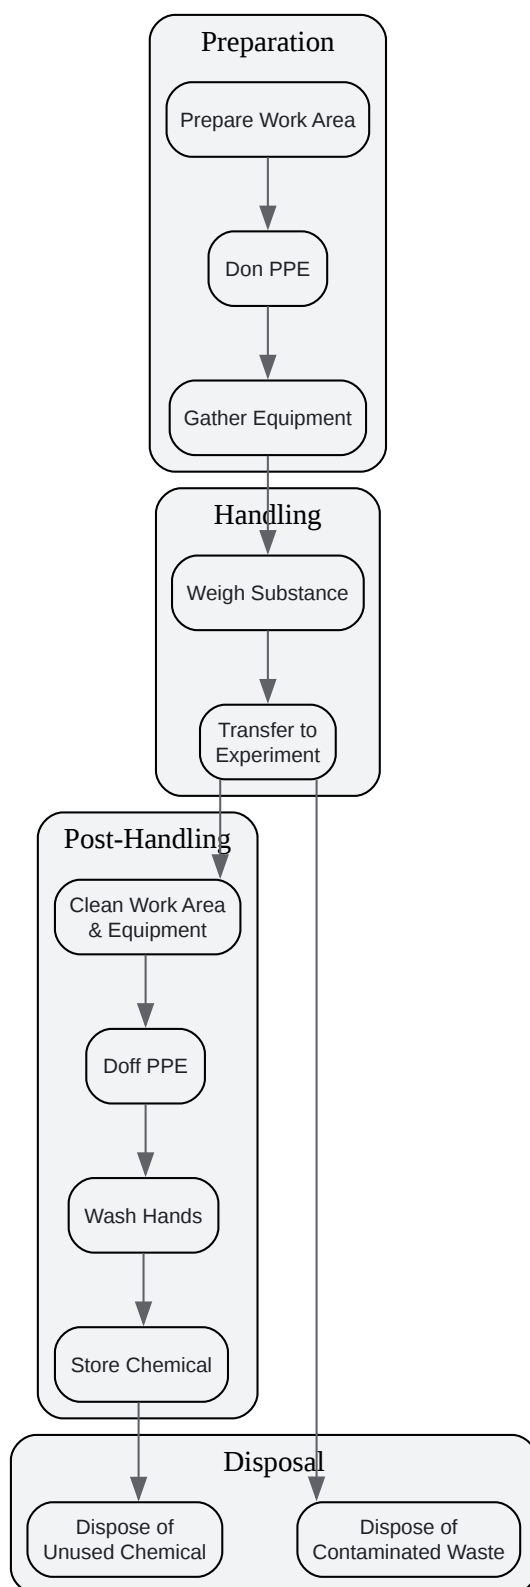 Preparation
Prepare Work Area
Don PPE
Gather Equipment
Handling
Weigh Substance
Transfer to
Experiment
Post-Handling
Clean Work Area
& Equipment
Doff PPE
Wash Hands
Store Chemical
Disposal
Dispose of
Unused Chemical
Dispose of
Contaminated Waste